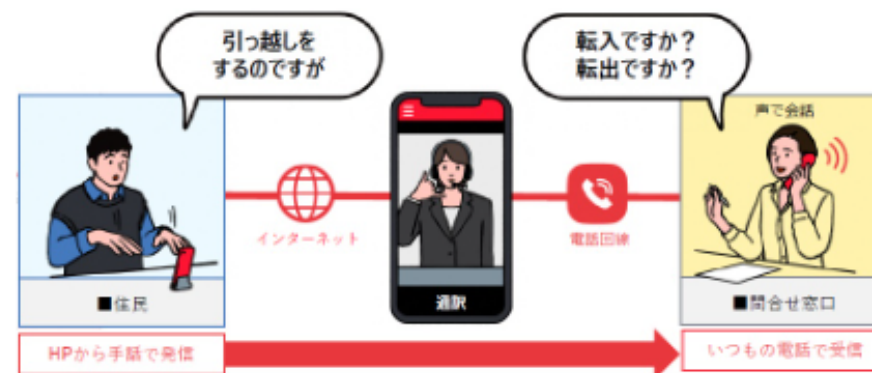 引っ越しを
するのですが
転入ですか？
転出ですか？
声で会話
インターネット
電話回線
通訳
■住民
■問合せ窓口
HPから手話で発信
いつもの電話で受信